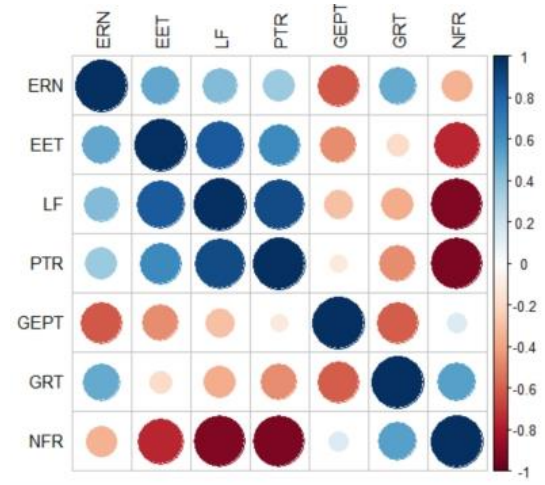 ERN EET LF PTR GEPT GRT NFR
ERN
EET
LF
PTR
GEPT
GRT
NFR
1
0.8
0.6
0.4
0.2
0
-0.2
-0.4
-0.6
-0.8
-1